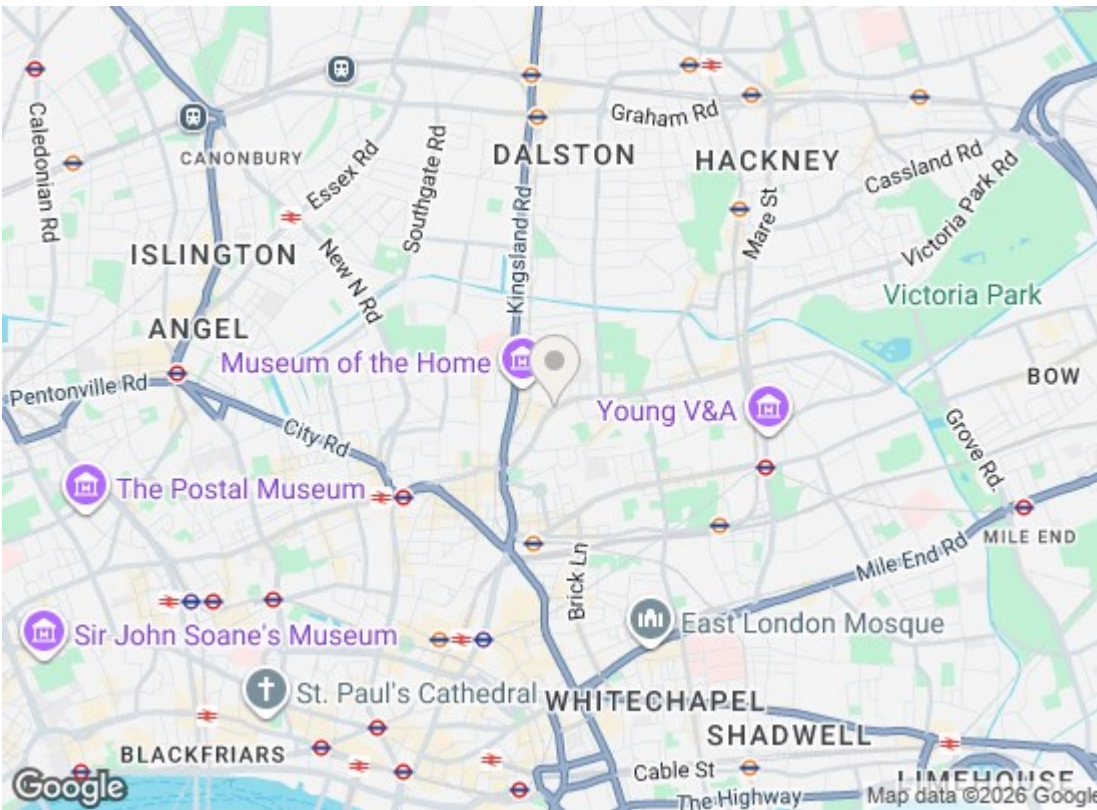 Graham Rd
DALSTON
HACKNEY
Cassland Rd
CANONBURY
Essex Rd
Southgate Rd
Caledonian Rd
Kingsland Rd
Mare St
Victoria Park Rd
ISLINGTON
New N Rd
Victoria Park
ANGEL
Museum of the Home
Pentonville Rd
BOW
Young V&A
City Rd
Grove Rd.
The Postal Museum
MILE END
Mile End Rd
Brick Ln
East London Mosque
Sir John Soane's Museum
St. Paul's Cathedral
WHITECHAPEL
SHADWELL
BLACKFRIARS
Cable St
LIMEHOUSE
The Highway
Google
Map data ©2026 Google